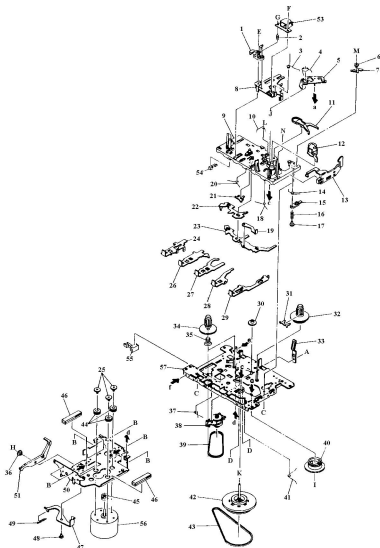 F
G
53
1
E
2
3
4
M
6
5
7
8
J
a
10
L
N
11
9
12
54
20
14
13
21
18
15
22
16
19
17
23
24
26
27
28
29
30
31
34
32
35
55
33
57
A
f
C
25
46
37
d
C
38
44
B
B
40
H
39
D
D
36
B
I
B
50
41
51
B
45
46
K
42
49
56
43
48
47